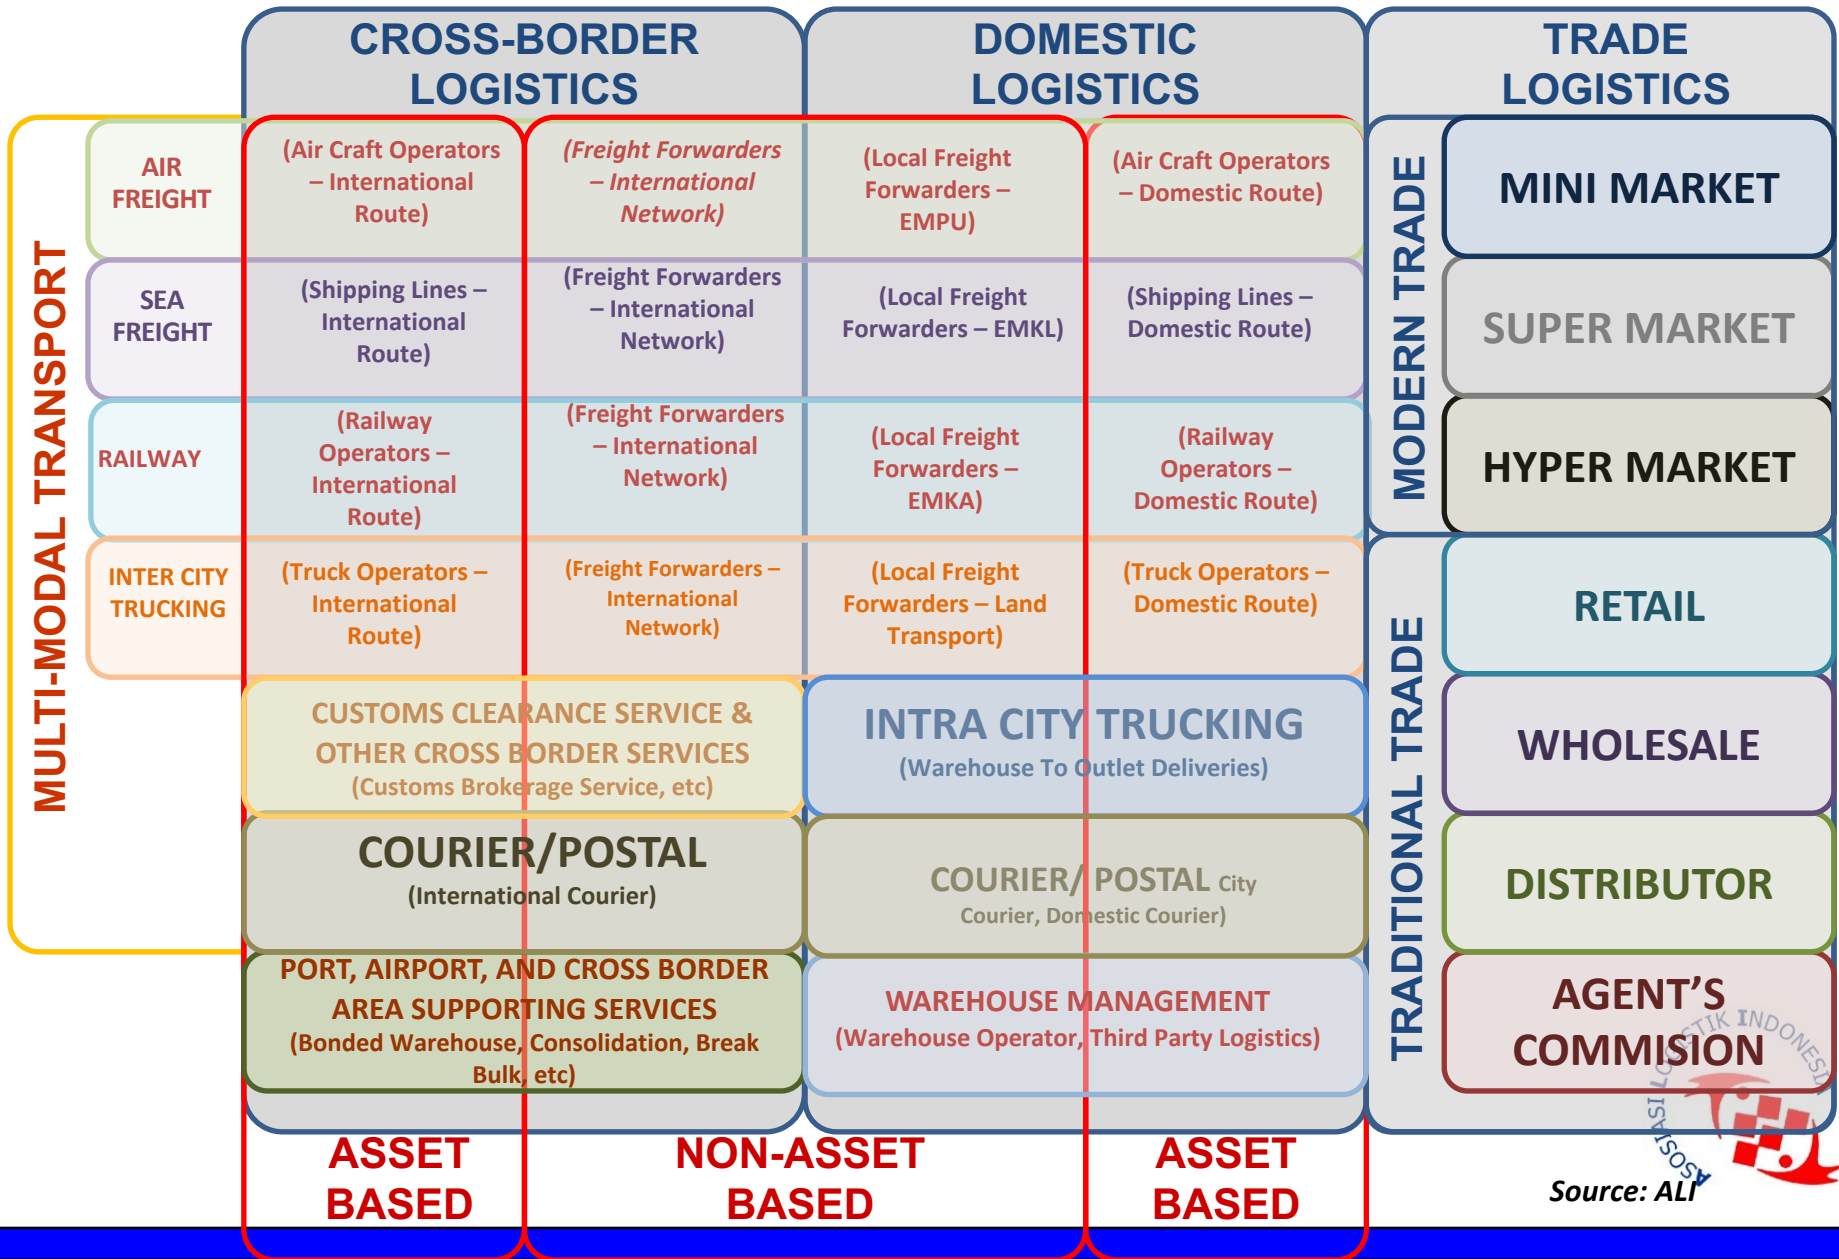 CROSS-BORDER
LOGISTICS
DOMESTIC
LOGISTICS
TRADE
LOGISTICS
MULTI-MODAL TRANSPORT
AIR
FREIGHT
(Air Craft Operators
– International
Route)
(Freight Forwarders
– International
Network)
(Local Freight
Forwarders –
EMPU)
(Air Craft Operators
– Domestic Route)
SEA
FREIGHT
(Shipping Lines –
International
Route)
(Freight Forwarders
– International
Network)
(Local Freight
Forwarders – EMKL)
(Shipping Lines –
Domestic Route)
RAILWAY
(Railway
Operators –
International
Route)
(Freight Forwarders
– International
Network)
(Local Freight
Forwarders –
EMKA)
(Railway
Operators –
Domestic Route)
INTER CITY
TRUCKING
(Truck Operators –
International
Route)
(Freight Forwarders –
International
Network)
(Local Freight
Forwarders – Land
Transport)
(Truck Operators –
Domestic Route)
CUSTOMS CLEARANCE SERVICE &
OTHER CROSS BORDER SERVICES
(Customs Brokerage Service, etc)
INTRA CITY TRUCKING
(Warehouse To Outlet Deliveries)
COURIER/POSTAL
(International Courier)
COURIER/ POSTAL City
Courier, Domestic Courier)
PORT, AIRPORT, AND CROSS BORDER
AREA SUPPORTING SERVICES
(Bonded Warehouse, Consolidation, Break
Bulk, etc)
WAREHOUSE MANAGEMENT
(Warehouse Operator, Third Party Logistics)
MODERN TRADE
MINI MARKET
SUPER MARKET
HYPER MARKET
TRADITIONAL TRADE
RETAIL
WHOLESALE
DISTRIBUTOR
AGENT’S
COMMISION
ASSET
BASED
NON-ASSET
BASED
ASSET
BASED
ASOSIASI LOGISTIK INDONESIA
Source: ALI